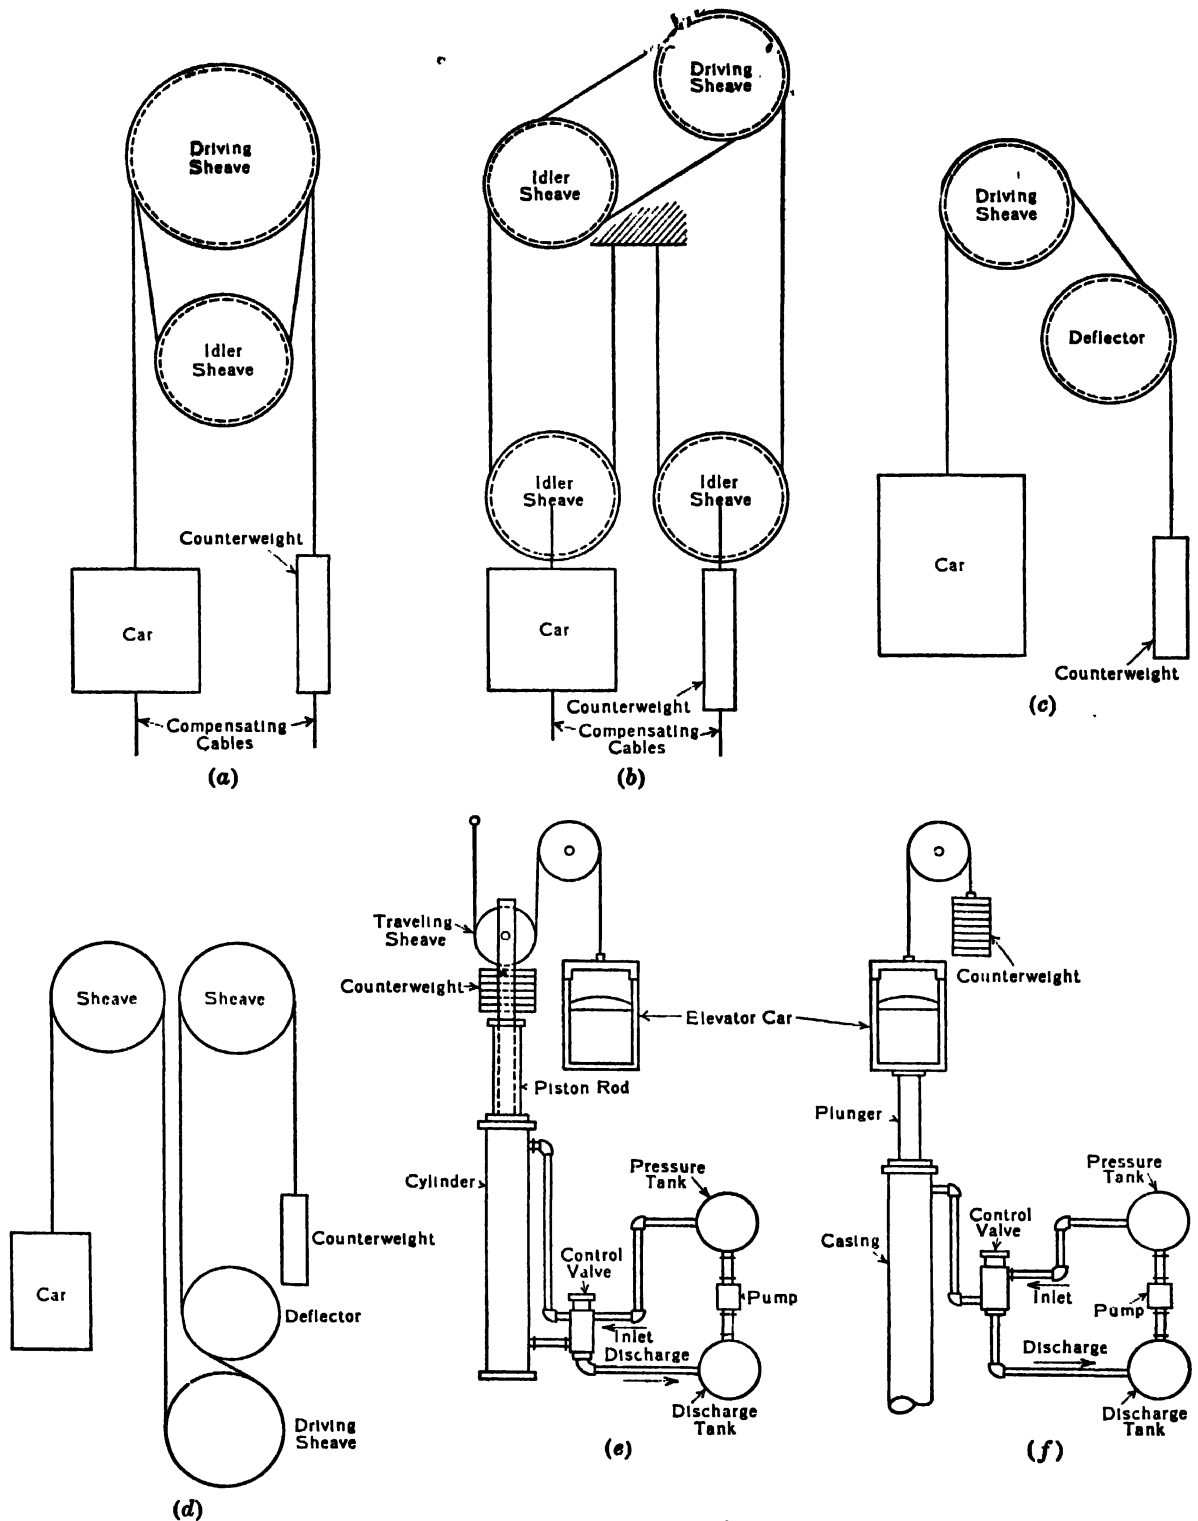 Driving
Sheave
Idler
Sheave
Counterweight
Car
Compensating
Cables
(a)
Driving
Sheave
Idler
Sheave
Idler
Sheave
Idler
Sheave
Car
Counterweight
Compensating
Cables
(b)
Driving
Sheave
Deflector
Car
Counterweight
(c)
Sheave
Sheave
Car
Counterweight
Deflector
Driving
Sheave
(d)
Traveling
Sheave
Counterweight
Elevator Car
Piston Rod
Cylinder
Pressure
Tank
Control
Valve
Pump
Inlet
Discharge
Discharge
Tank
(e)
Counterweight
Plunger
Pressure
Tank
Control
Valve
Casing
Inlet
Pump
Discharge
Discharge
Tank
(f)